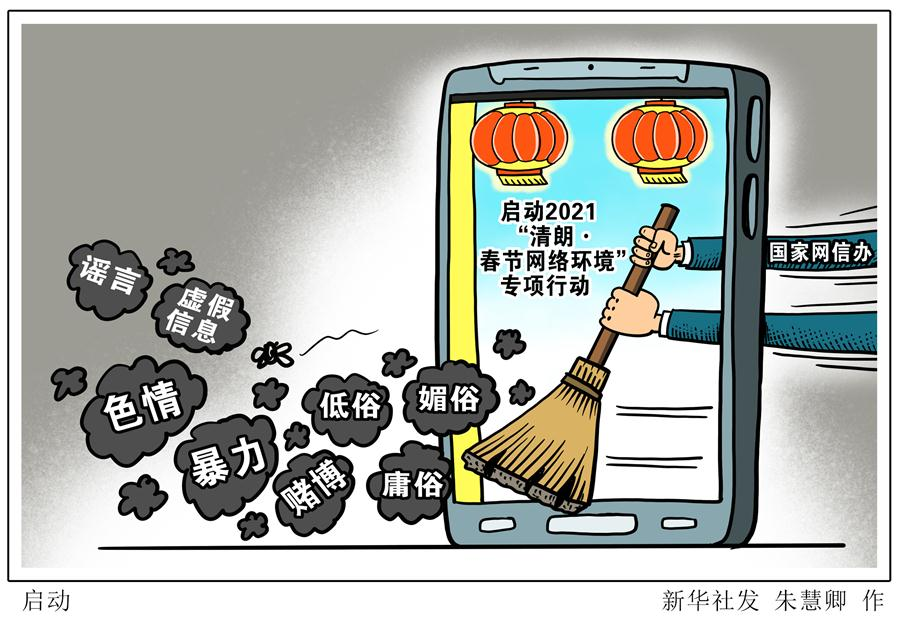 启动2021
“清朗·
春节网络环境”
专项行动
国家网信办
谣言
虚假
信息
色情
低俗
媚俗
暴力
赌博
庸俗
启动
新华社发 朱慧卿 作